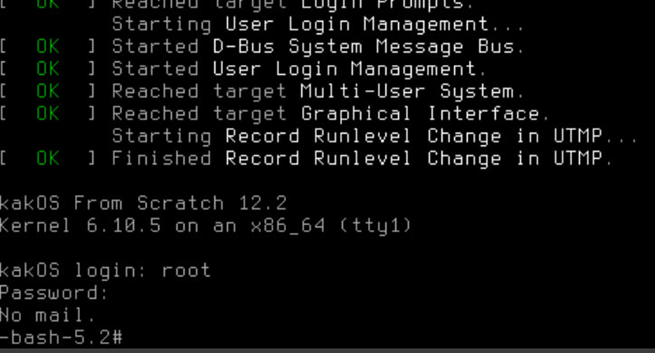 [ OK ] Reached target Login Prompts.
Starting User Login Management...
[ OK ] Started D-Bus System Message Bus.
[ OK ] Started User Login Management.
[ OK ] Reached target Multi-User System.
[ OK ] Reached target Graphical Interface.
Starting Record Runlevel Change in UTMP...
[ OK ] Finished Record Runlevel Change in UTMP.
kakOS From Scratch 12.2
Kernel 6.10.5 on an x86_64 (tty1)
kakOS login: root
Password:
No mail.
-bash-5.2#